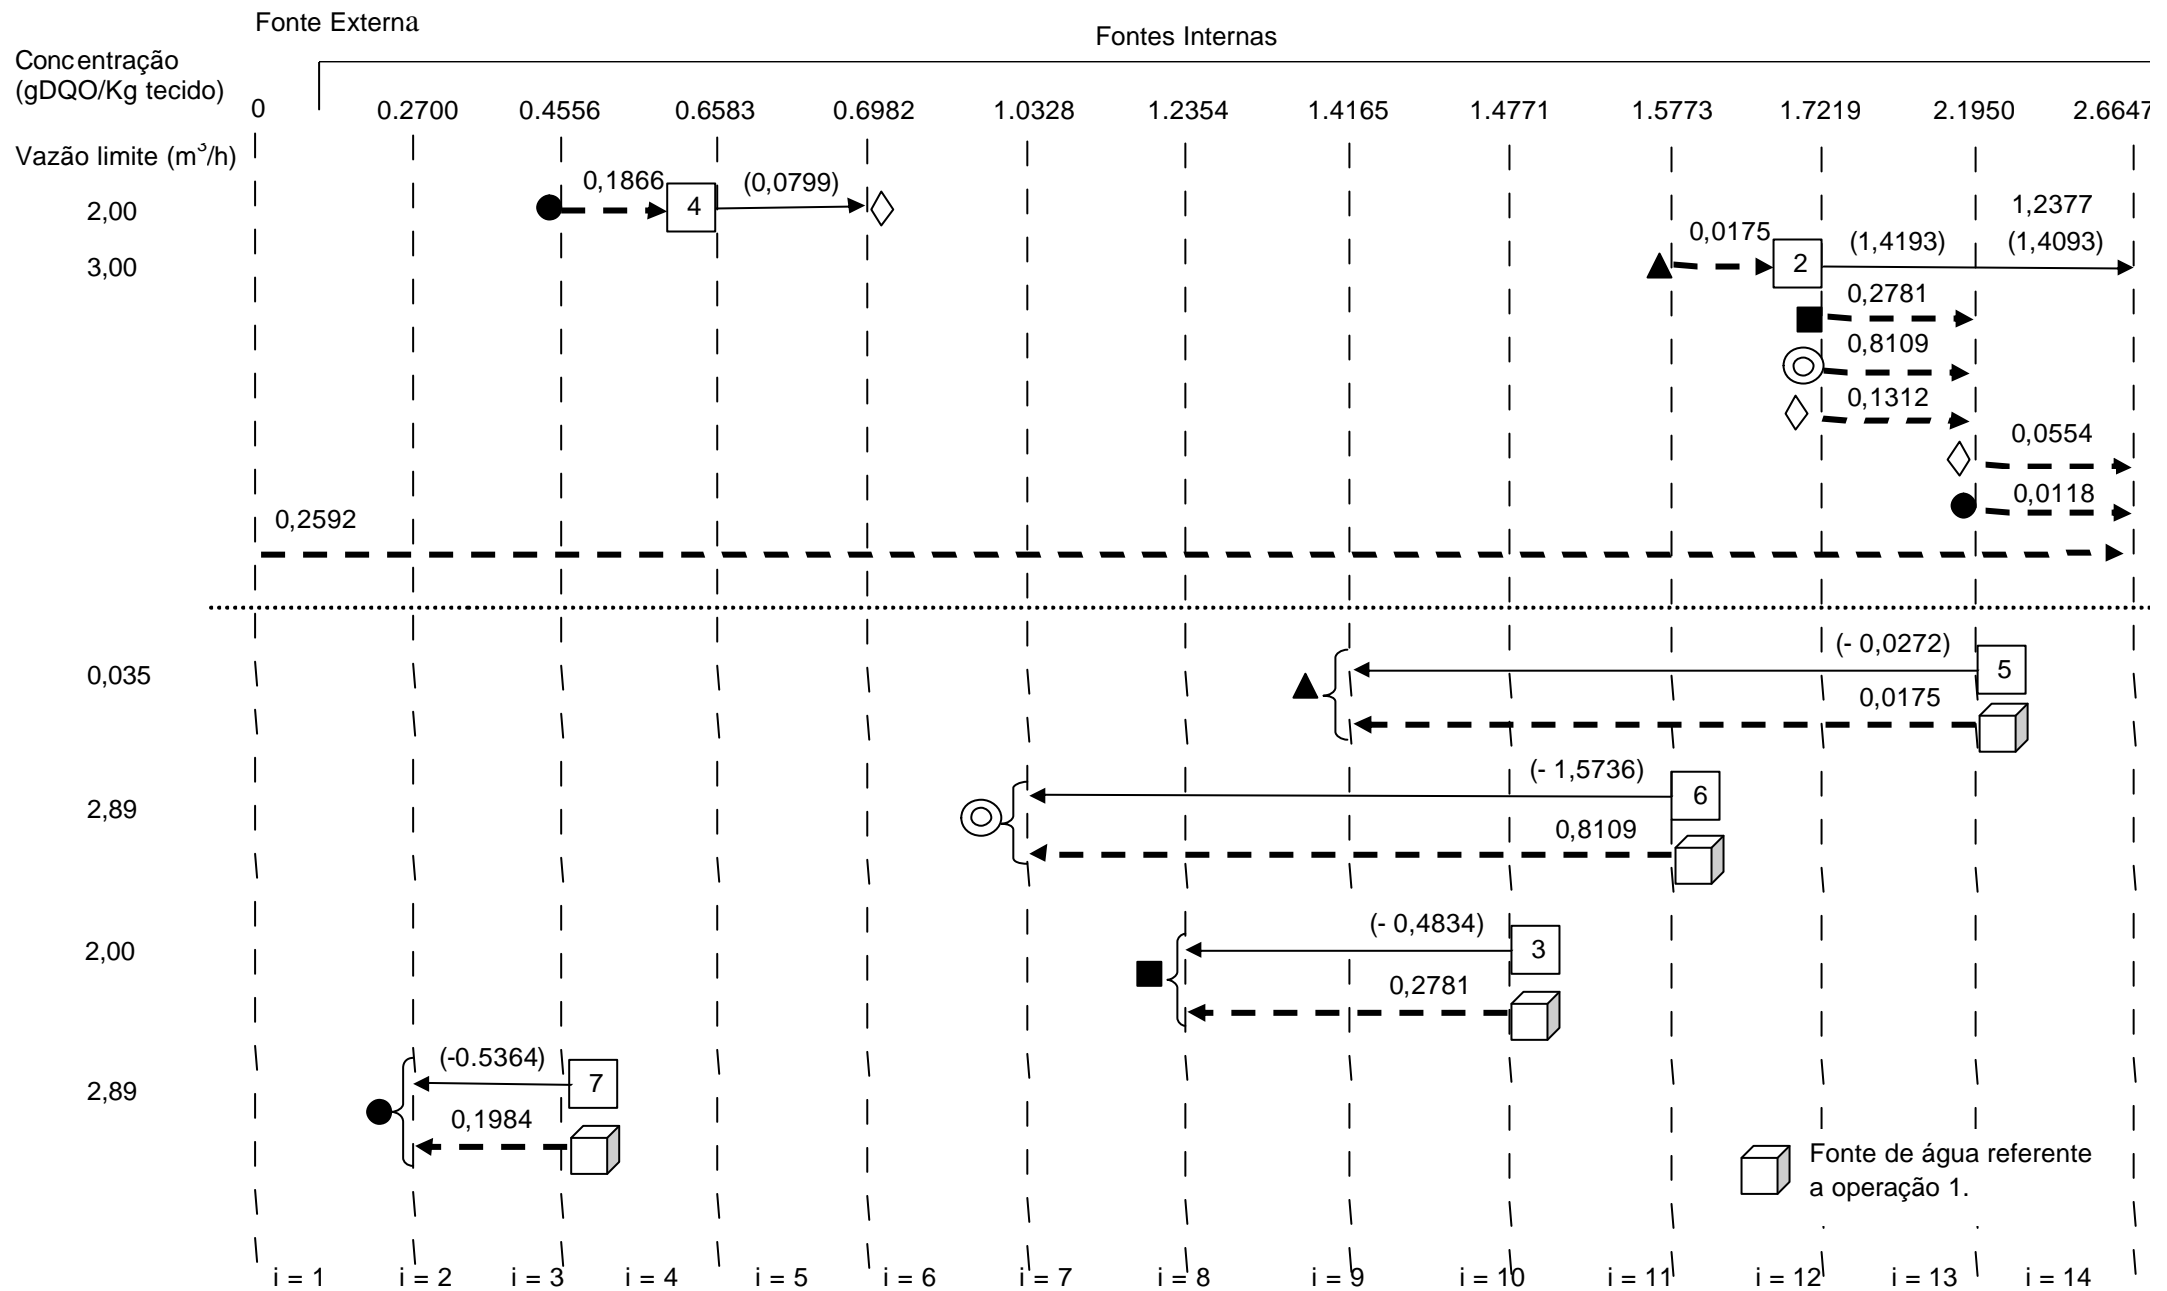 Fonte Externa
Fontes Internas
Concentração
(gDQO/Kg tecido)
0 0.2700 0.4556 0.6583 0.6982 1.0328 1.2354 1.4165 1.4771 1.5773 1.7219 2.1950 2.6647
Vazão limite (m³/h)
0,1866 (0,0799)
2,00 4
1,2377
0,0175 (1,4193) (1,4093)
3,00 2
0,2781
0,8109
0,1312
0,0554
0,0118
0,2592
(- 0,0272)
0,035 5
0,0175
(- 1,5736)
2,89 6
0,8109
(- 0,4834)
2,00 3
0,2781
(-0.5364)
2,89 7
0,1984
Fonte de água referente
a operação 1.
i = 1 i = 2 i = 3 i = 4 i = 5 i = 6 i = 7 i = 8 i = 9 i = 10 i = 11 i = 12 i = 13 i = 14